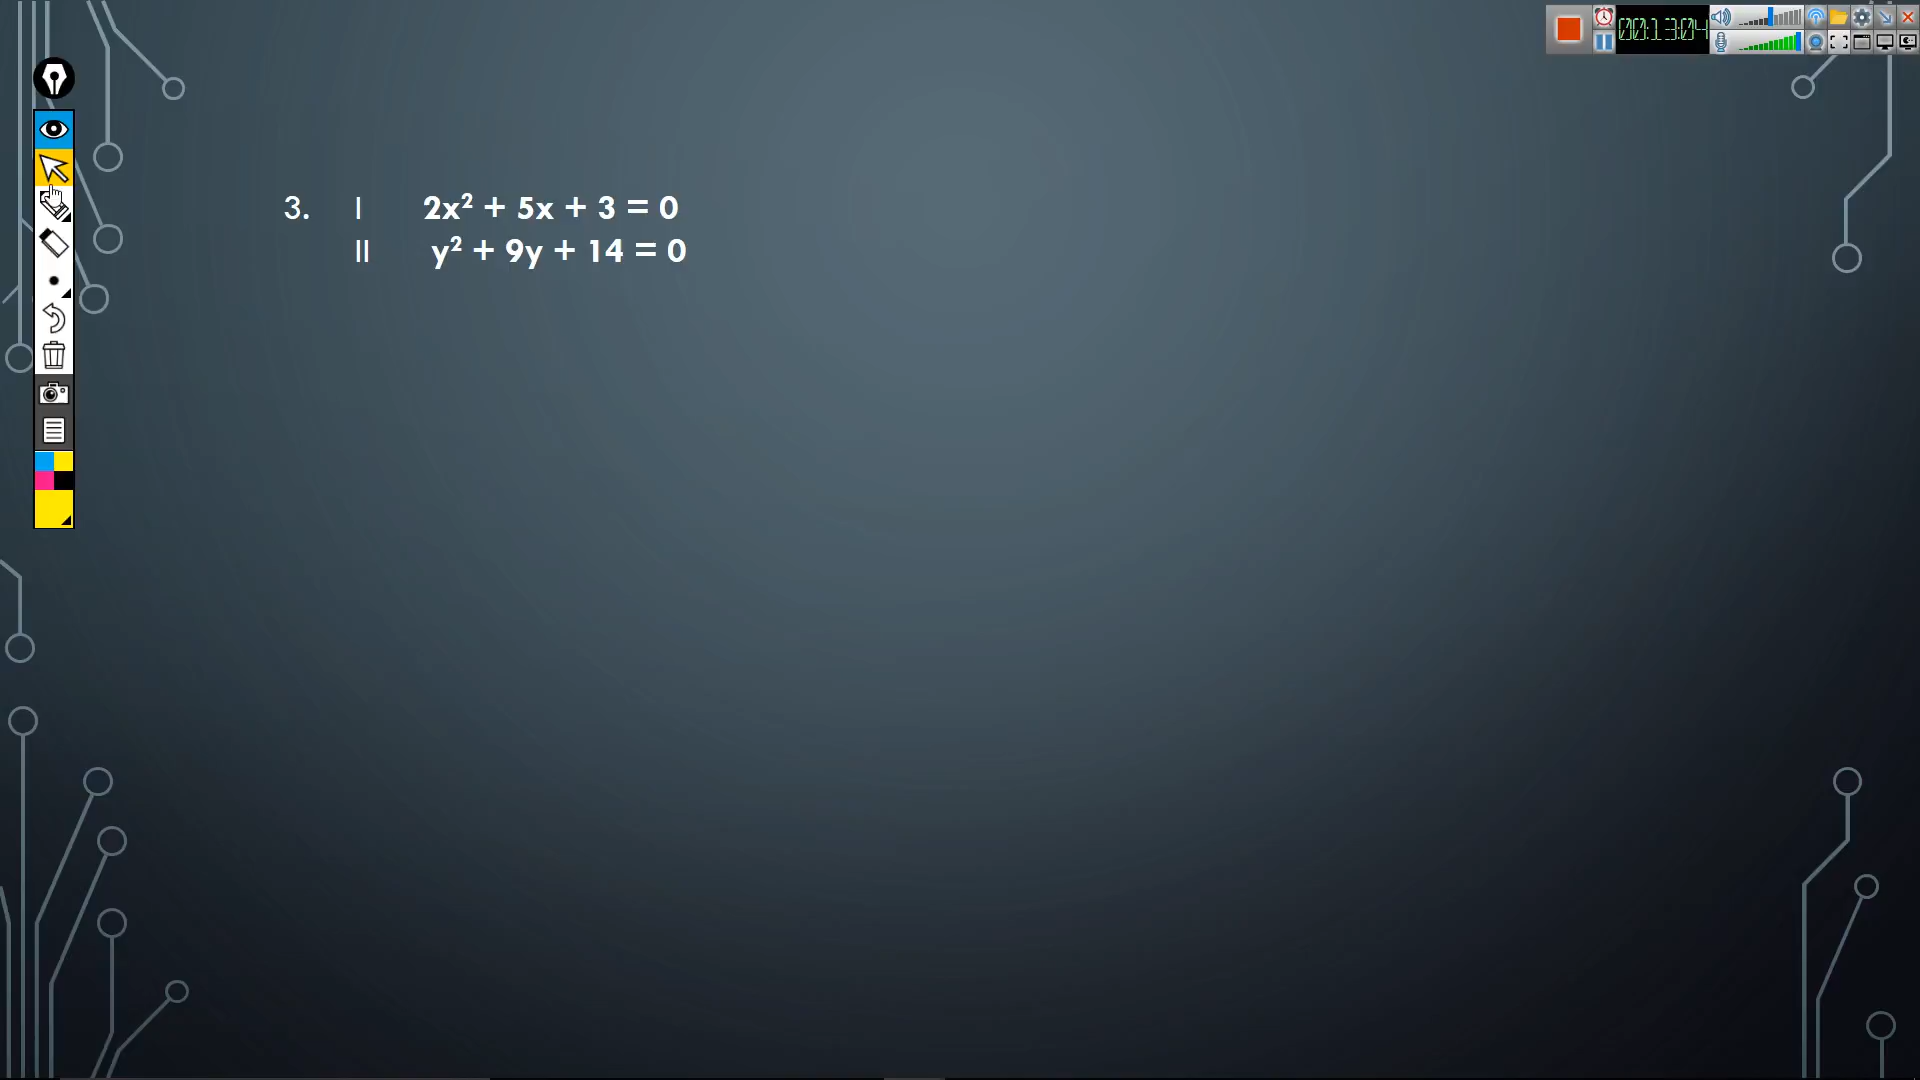 00:13:04
3. I 2x² + 5x + 3 = 0
II y² + 9y + 14 = 0